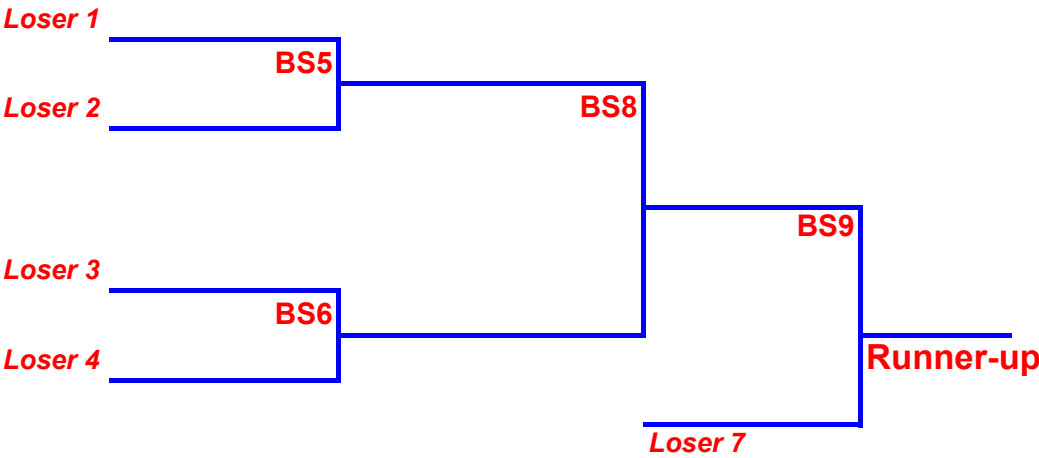 Loser 1
BS5
Loser 2
BS8
BS9
Loser 3
BS6
Loser 4
Runner-up
Loser 7